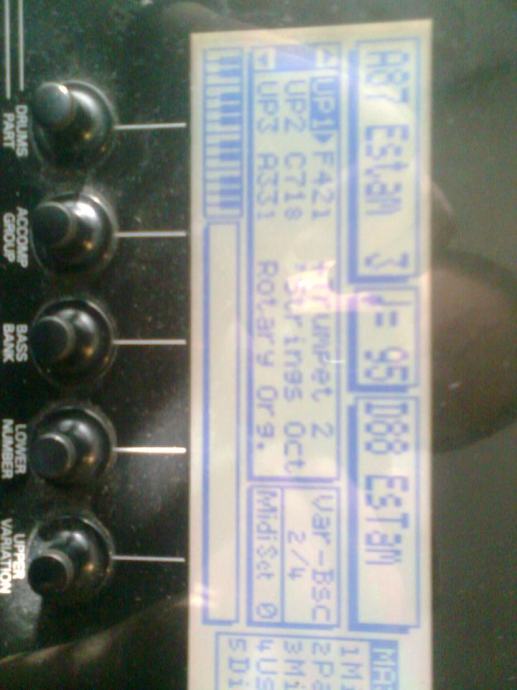 A87 Estam 3
♩= 95
D88 EsTam
UP1 F421 Trumpet 2
UP2 C718 Strings Oct
UP3 A331 Rotary Org.
Var-Bsc
2/4
MidiSet 0
DRUMS
PART
ACCOMP
GROUP
BASS
BANK
LOWER
NUMBER
UPPER
VARIATION